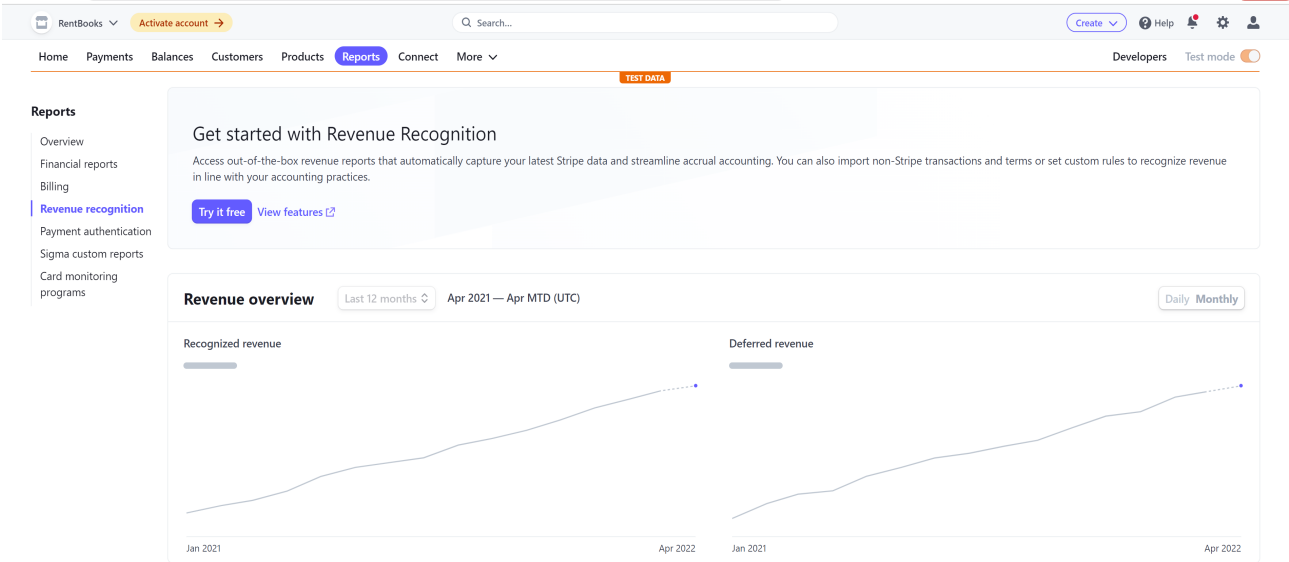 RentBooks
Activate account →
Search...
Create
Help
Home Payments Balances Customers Products Reports Connect More
Developers Test mode
TEST DATA
Reports
Overview
Financial reports
Billing
Revenue recognition
Payment authentication
Sigma custom reports
Card monitoring
programs
Get started with Revenue Recognition
Access out-of-the-box revenue reports that automatically capture your latest Stripe data and streamline accrual accounting. You can also import non-Stripe transactions and terms or set custom rules to recognize revenue
in line with your accounting practices.
Try it free View features
Revenue overview Last 12 months Apr 2021 — Apr MTD (UTC) Daily Monthly
Recognized revenue
Jan 2021 Apr 2022
Deferred revenue
Jan 2021 Apr 2022